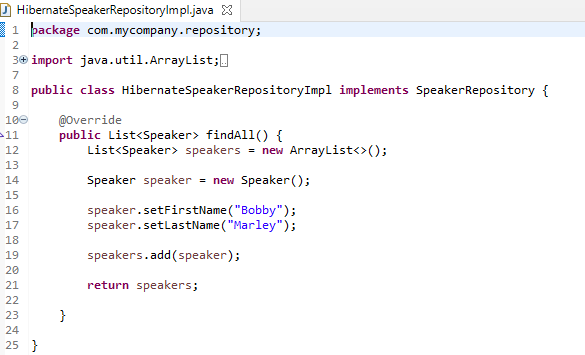 HibernateSpeakerRepositoryImpl.java
1 package com.mycompany.repository;
2
3 import java.util.ArrayList;
7
8 public class HibernateSpeakerRepositoryImpl implements SpeakerRepository {
9
10 @Override
11 public List<Speaker> findAll() {
12 List<Speaker> speakers = new ArrayList<>();
13
14 Speaker speaker = new Speaker();
15
16 speaker.setFirstName("Bobby");
17 speaker.setLastName("Marley");
18
19 speakers.add(speaker);
20
21 return speakers;
22
23 }
24
25 }